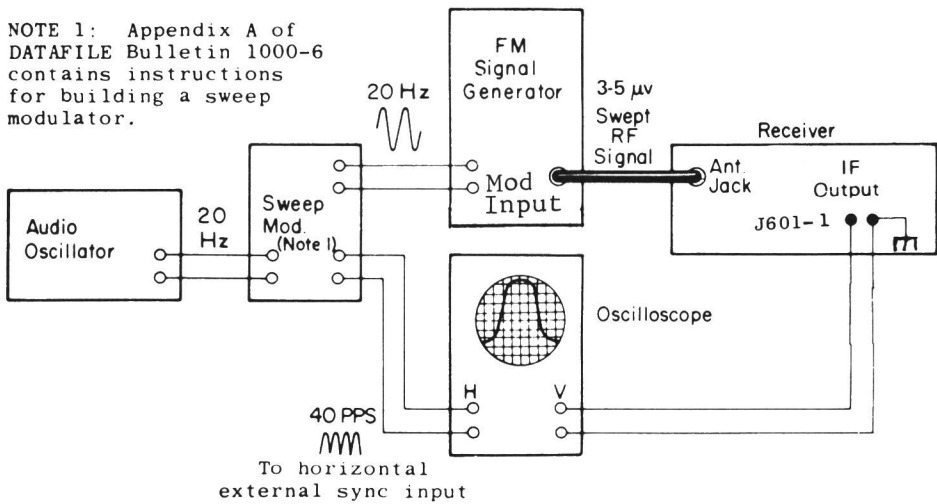 NOTE 1: Appendix A of
DATAFILE Bulletin 1000-6
contains instructions
for building a sweep
modulator.
FM
Signal
Generator
20 Hz
3-5 μv
Swept
RF
Signal
Receiver
Mod
Input
Ant.
Jack
IF
Output
J601-1
Audio
Oscillator
20
Hz
Sweep
Mod.
(Note 1)
Oscilloscope
H
V
40 PPS
To horizontal
external sync input